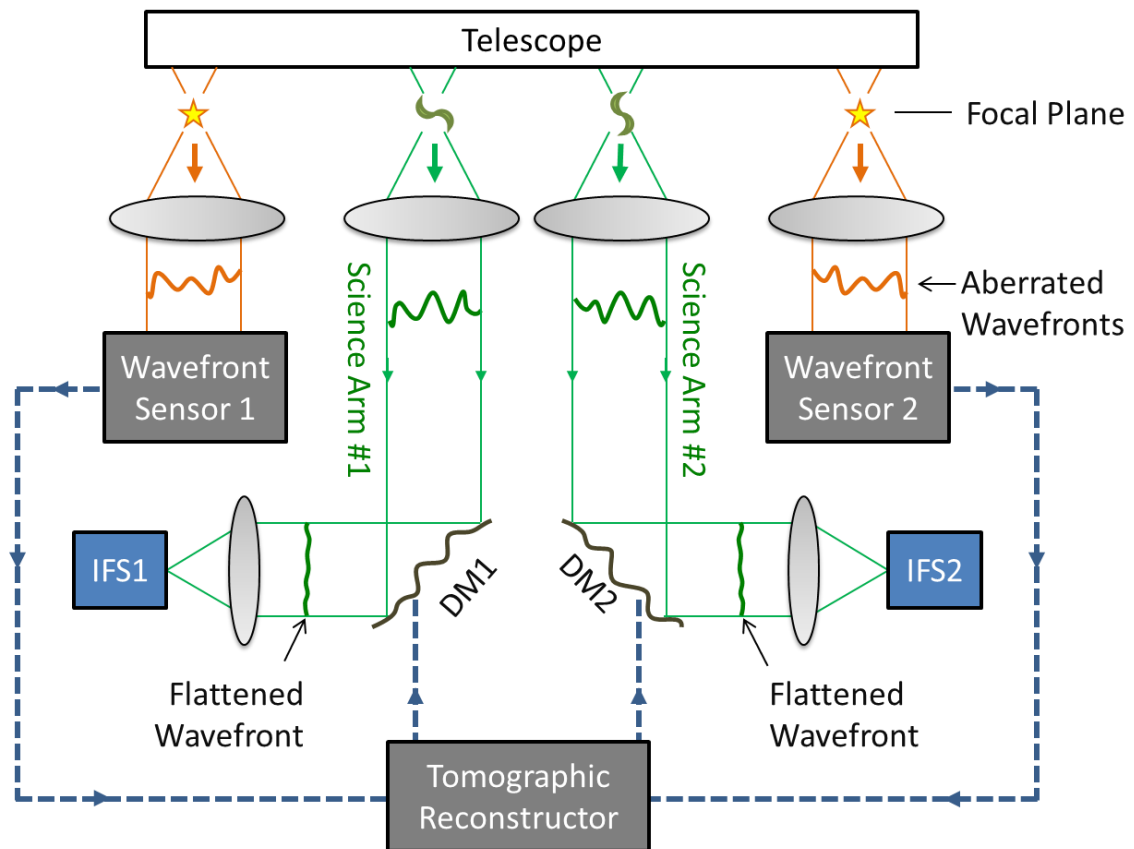 Telescope
Focal Plane
Aberrated
Wavefronts
Science Arm #1
Science Arm #2
Wavefront
Sensor 1
Wavefront
Sensor 2
IFS1
DM1
DM2
IFS2
Flattened
Wavefront
Flattened
Wavefront
Tomographic
Reconstructor